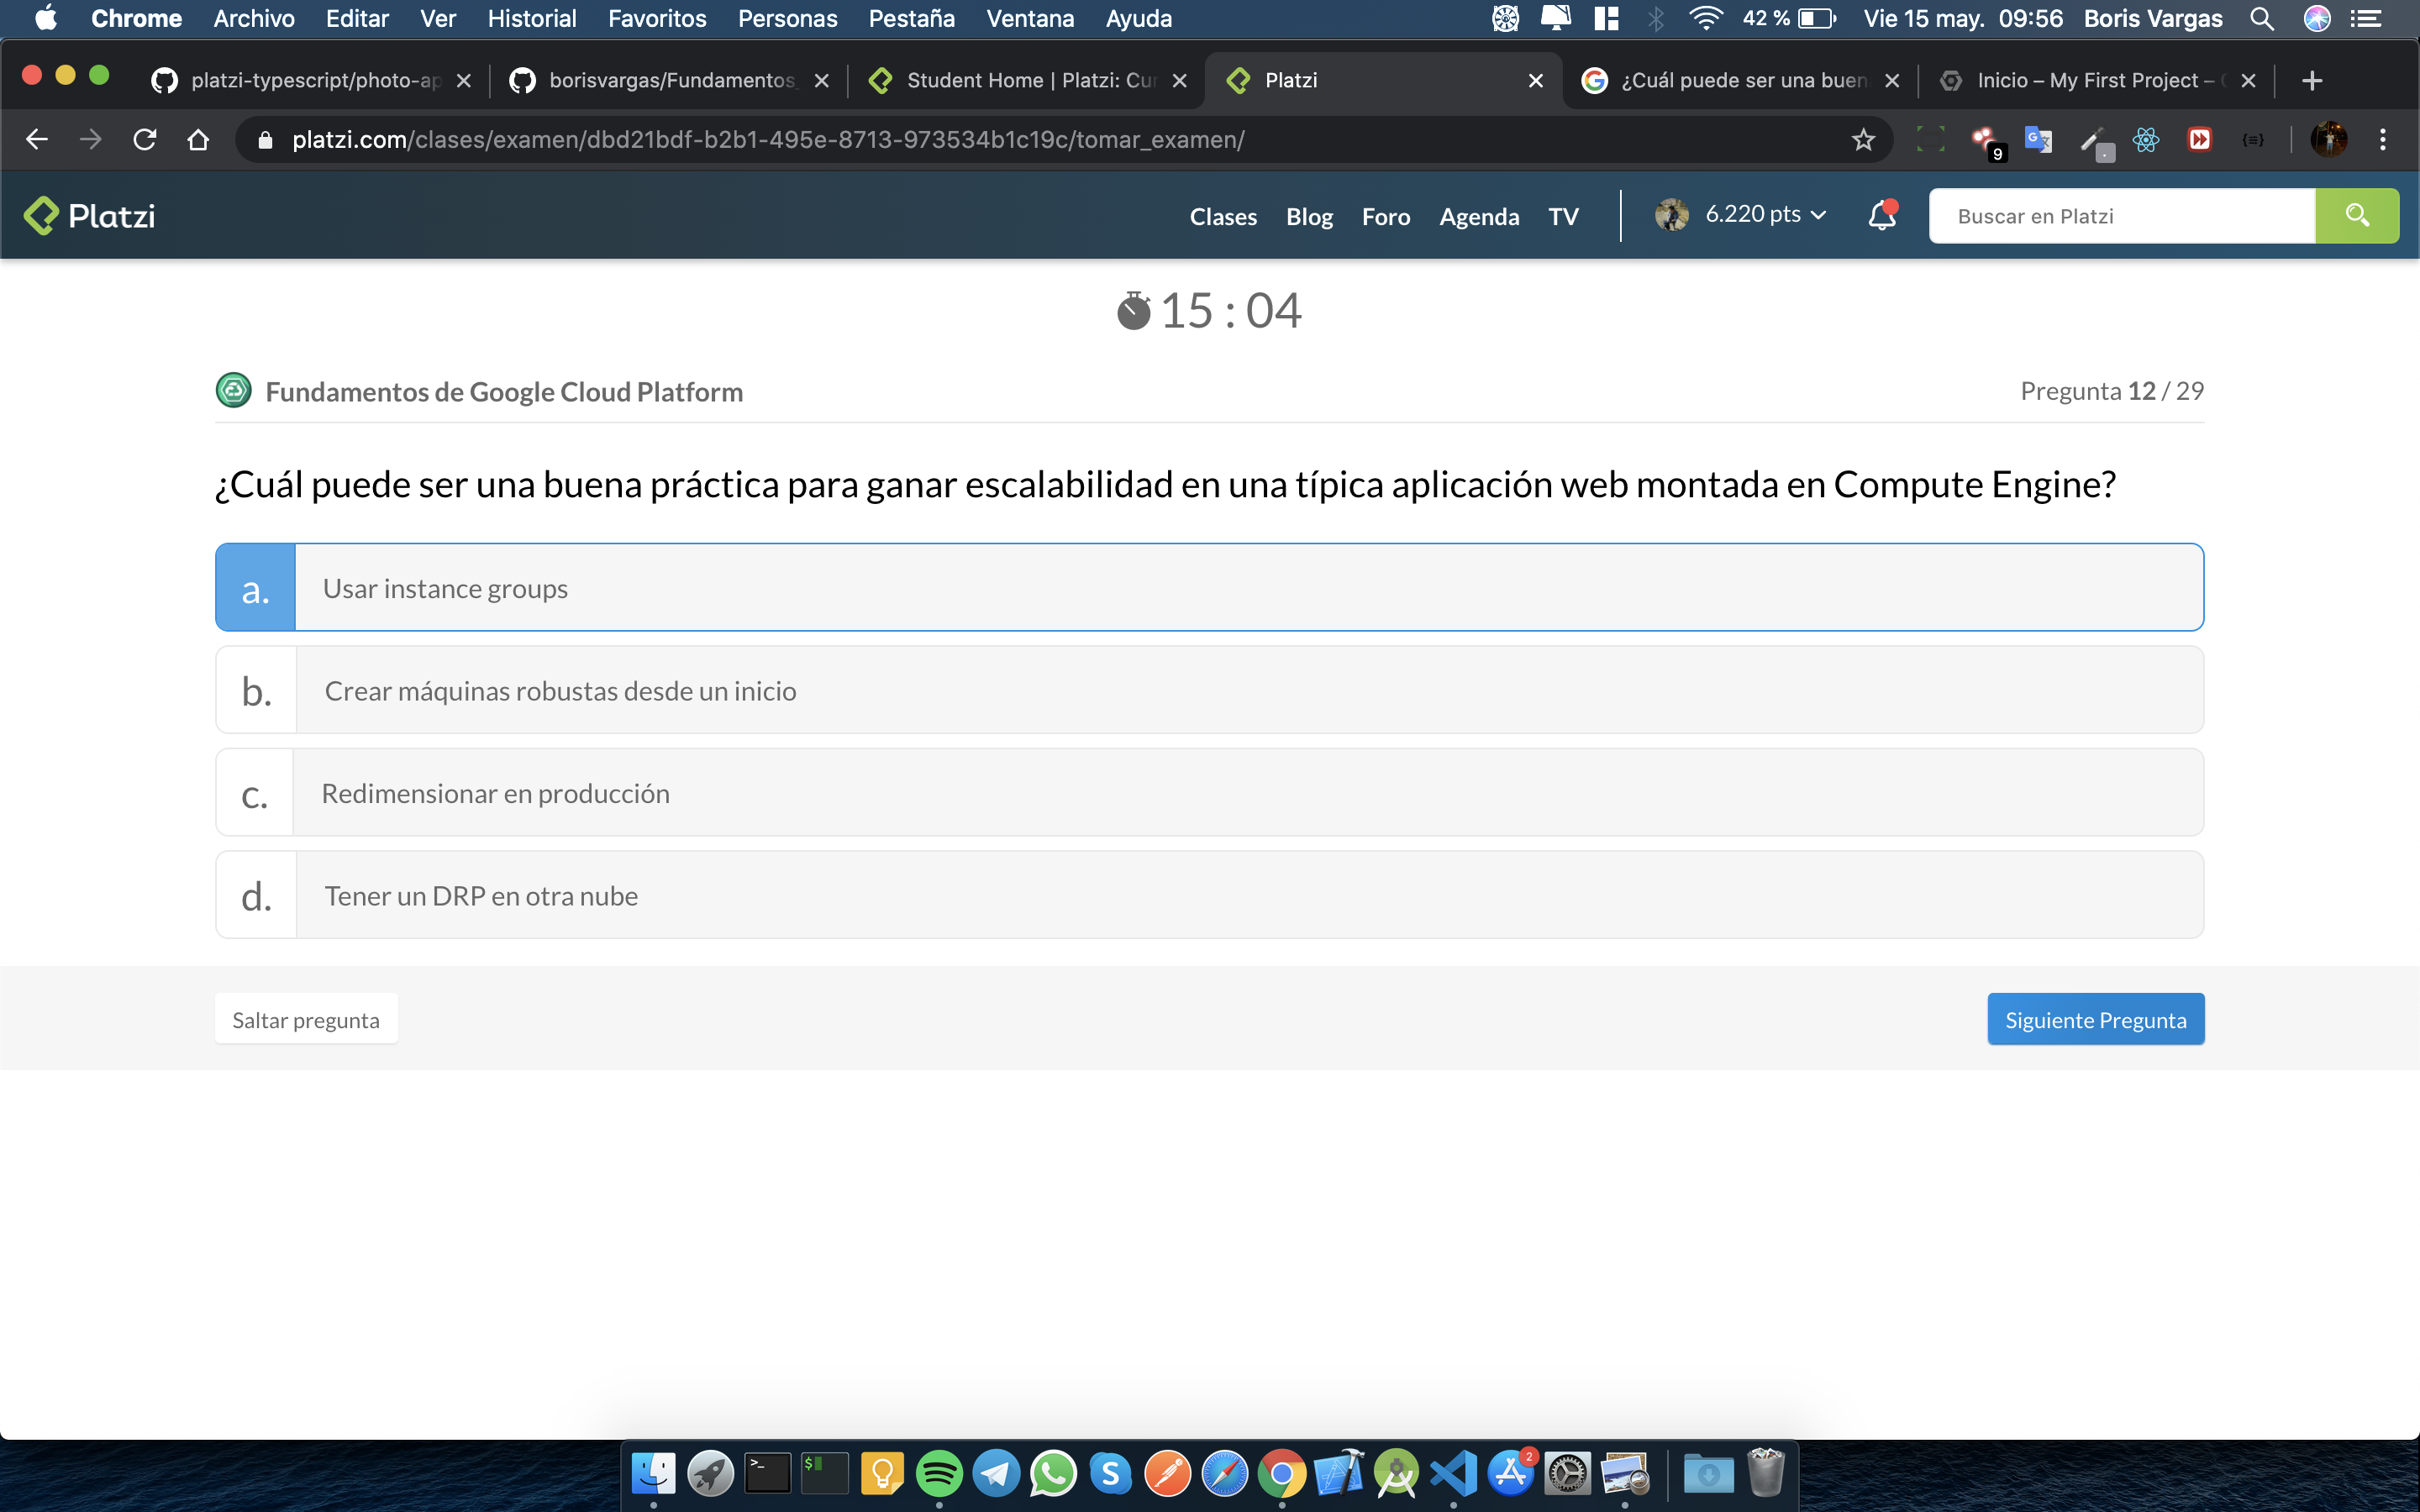 Chrome Archivo Editar Ver Historial Favoritos Personas Pestaña Ventana Ayuda 42 % Vie 15 may. 09:56 Boris Vargas
platzi-typescript/photo-ap borisvargas/Fundamentos_ Student Home | Platzi: Cur Platzi ¿Cuál puede ser una buen Inicio – My First Project –
platzi.com/clases/examen/dbd21bdf-b2b1-495e-8713-973534b1c19c/tomar_examen/ 9
Platzi Clases Blog Foro Agenda TV 6.220 pts Buscar en Platzi
15 : 04
Fundamentos de Google Cloud Platform Pregunta 12 / 29
¿Cuál puede ser una buena práctica para ganar escalabilidad en una típica aplicación web montada en Compute Engine?
a. Usar instance groups
b. Crear máquinas robustas desde un inicio
c. Redimensionar en producción
d. Tener un DRP en otra nube
Saltar pregunta Siguiente Pregunta
2